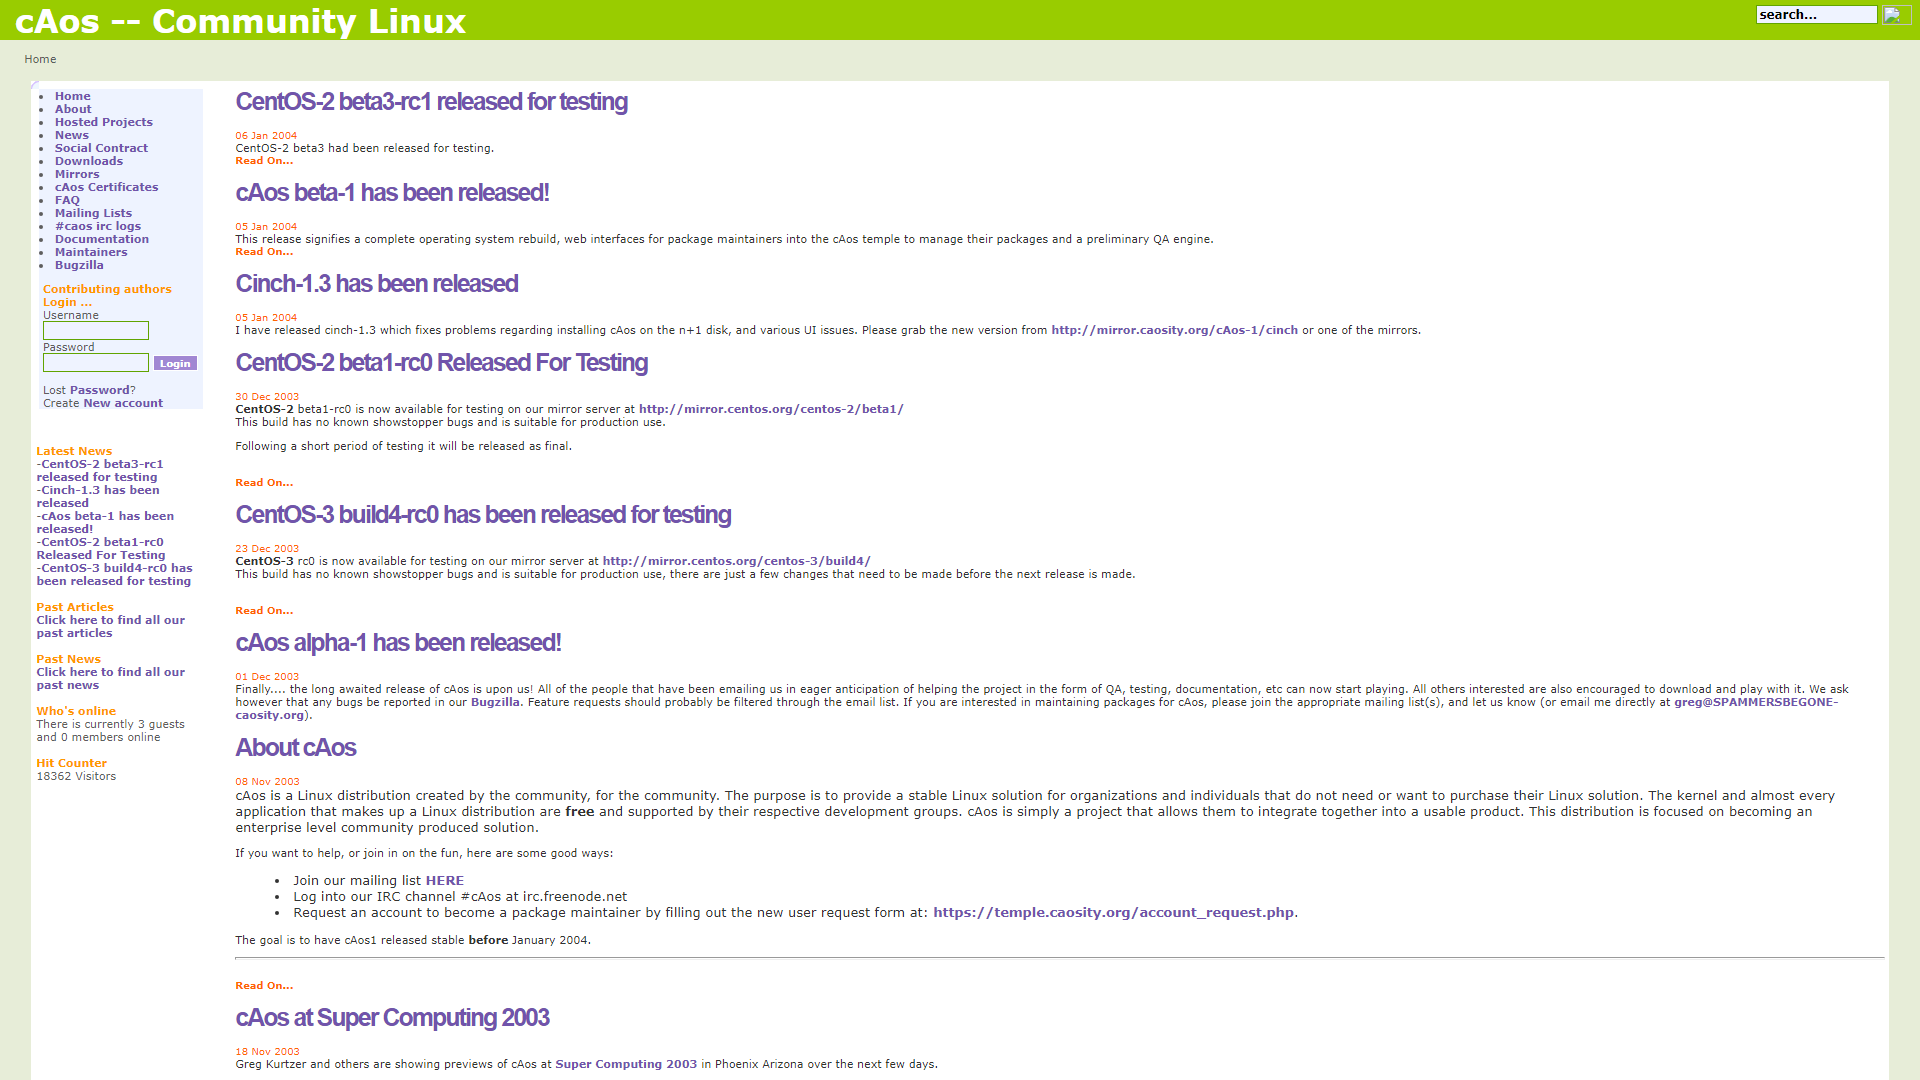 cAos -- Community Linux
search...
Home
Home
About
Hosted Projects
News
Social Contract
Downloads
Mirrors
cAos Certificates
FAQ
Mailing Lists
#caos irc logs
Documentation
Maintainers
Bugzilla
Contributing authors
Login ...
Username
Password
Login
Lost Password?
Create New account
Latest News
-CentOS-2 beta3-rc1
released for testing
-Cinch-1.3 has been
released
-cAos beta-1 has been
released!
-CentOS-2 beta1-rc0
Released For Testing
-CentOS-3 build4-rc0 has
been released for testing
Past Articles
Click here to find all our
past articles
Past News
Click here to find all our
past news
Who's online
There is currently 3 guests
and 0 members online
Hit Counter
18362 Visitors
CentOS-2 beta3-rc1 released for testing
06 Jan 2004
CentOS-2 beta3 had been released for testing.
Read On...
cAos beta-1 has been released!
05 Jan 2004
This release signifies a complete operating system rebuild, web interfaces for package maintainers into the cAos temple to manage their packages and a preliminary QA engine.
Read On...
Cinch-1.3 has been released
05 Jan 2004
I have released cinch-1.3 which fixes problems regarding installing cAos on the n+1 disk, and various UI issues. Please grab the new version from http://mirror.caosity.org/cAos-1/cinch or one of the mirrors.
CentOS-2 beta1-rc0 Released For Testing
30 Dec 2003
CentOS-2 beta1-rc0 is now available for testing on our mirror server at http://mirror.centos.org/centos-2/beta1/
This build has no known showstopper bugs and is suitable for production use.
Following a short period of testing it will be released as final.
Read On...
CentOS-3 build4-rc0 has been released for testing
23 Dec 2003
CentOS-3 rc0 is now available for testing on our mirror server at http://mirror.centos.org/centos-3/build4/
This build has no known showstopper bugs and is suitable for production use, there are just a few changes that need to be made before the next release is made.
Read On...
cAos alpha-1 has been released!
01 Dec 2003
Finally.... the long awaited release of cAos is upon us! All of the people that have been emailing us in eager anticipation of helping the project in the form of QA, testing, documentation, etc can now start playing. All others interested are also encouraged to download and play with it. We ask
however that any bugs be reported in our Bugzilla. Feature requests should probably be filtered through the email list. If you are interested in maintaining packages for cAos, please join the appropriate mailing list(s), and let us know (or email me directly at greg@SPAMMERSBEGONE-
caosity.org).
About cAos
08 Nov 2003
cAos is a Linux distribution created by the community, for the community. The purpose is to provide a stable Linux solution for organizations and individuals that do not need or want to purchase their Linux solution. The kernel and almost every
application that makes up a Linux distribution are free and supported by their respective development groups. cAos is simply a project that allows them to integrate together into a usable product. This distribution is focused on becoming an
enterprise level community produced solution.
If you want to help, or join in on the fun, here are some good ways:
Join our mailing list HERE
Log into our IRC channel #cAos at irc.freenode.net
Request an account to become a package maintainer by filling out the new user request form at: https://temple.caosity.org/account_request.php.
The goal is to have cAos1 released stable before January 2004.
Read On...
cAos at Super Computing 2003
18 Nov 2003
Greg Kurtzer and others are showing previews of cAos at Super Computing 2003 in Phoenix Arizona over the next few days.